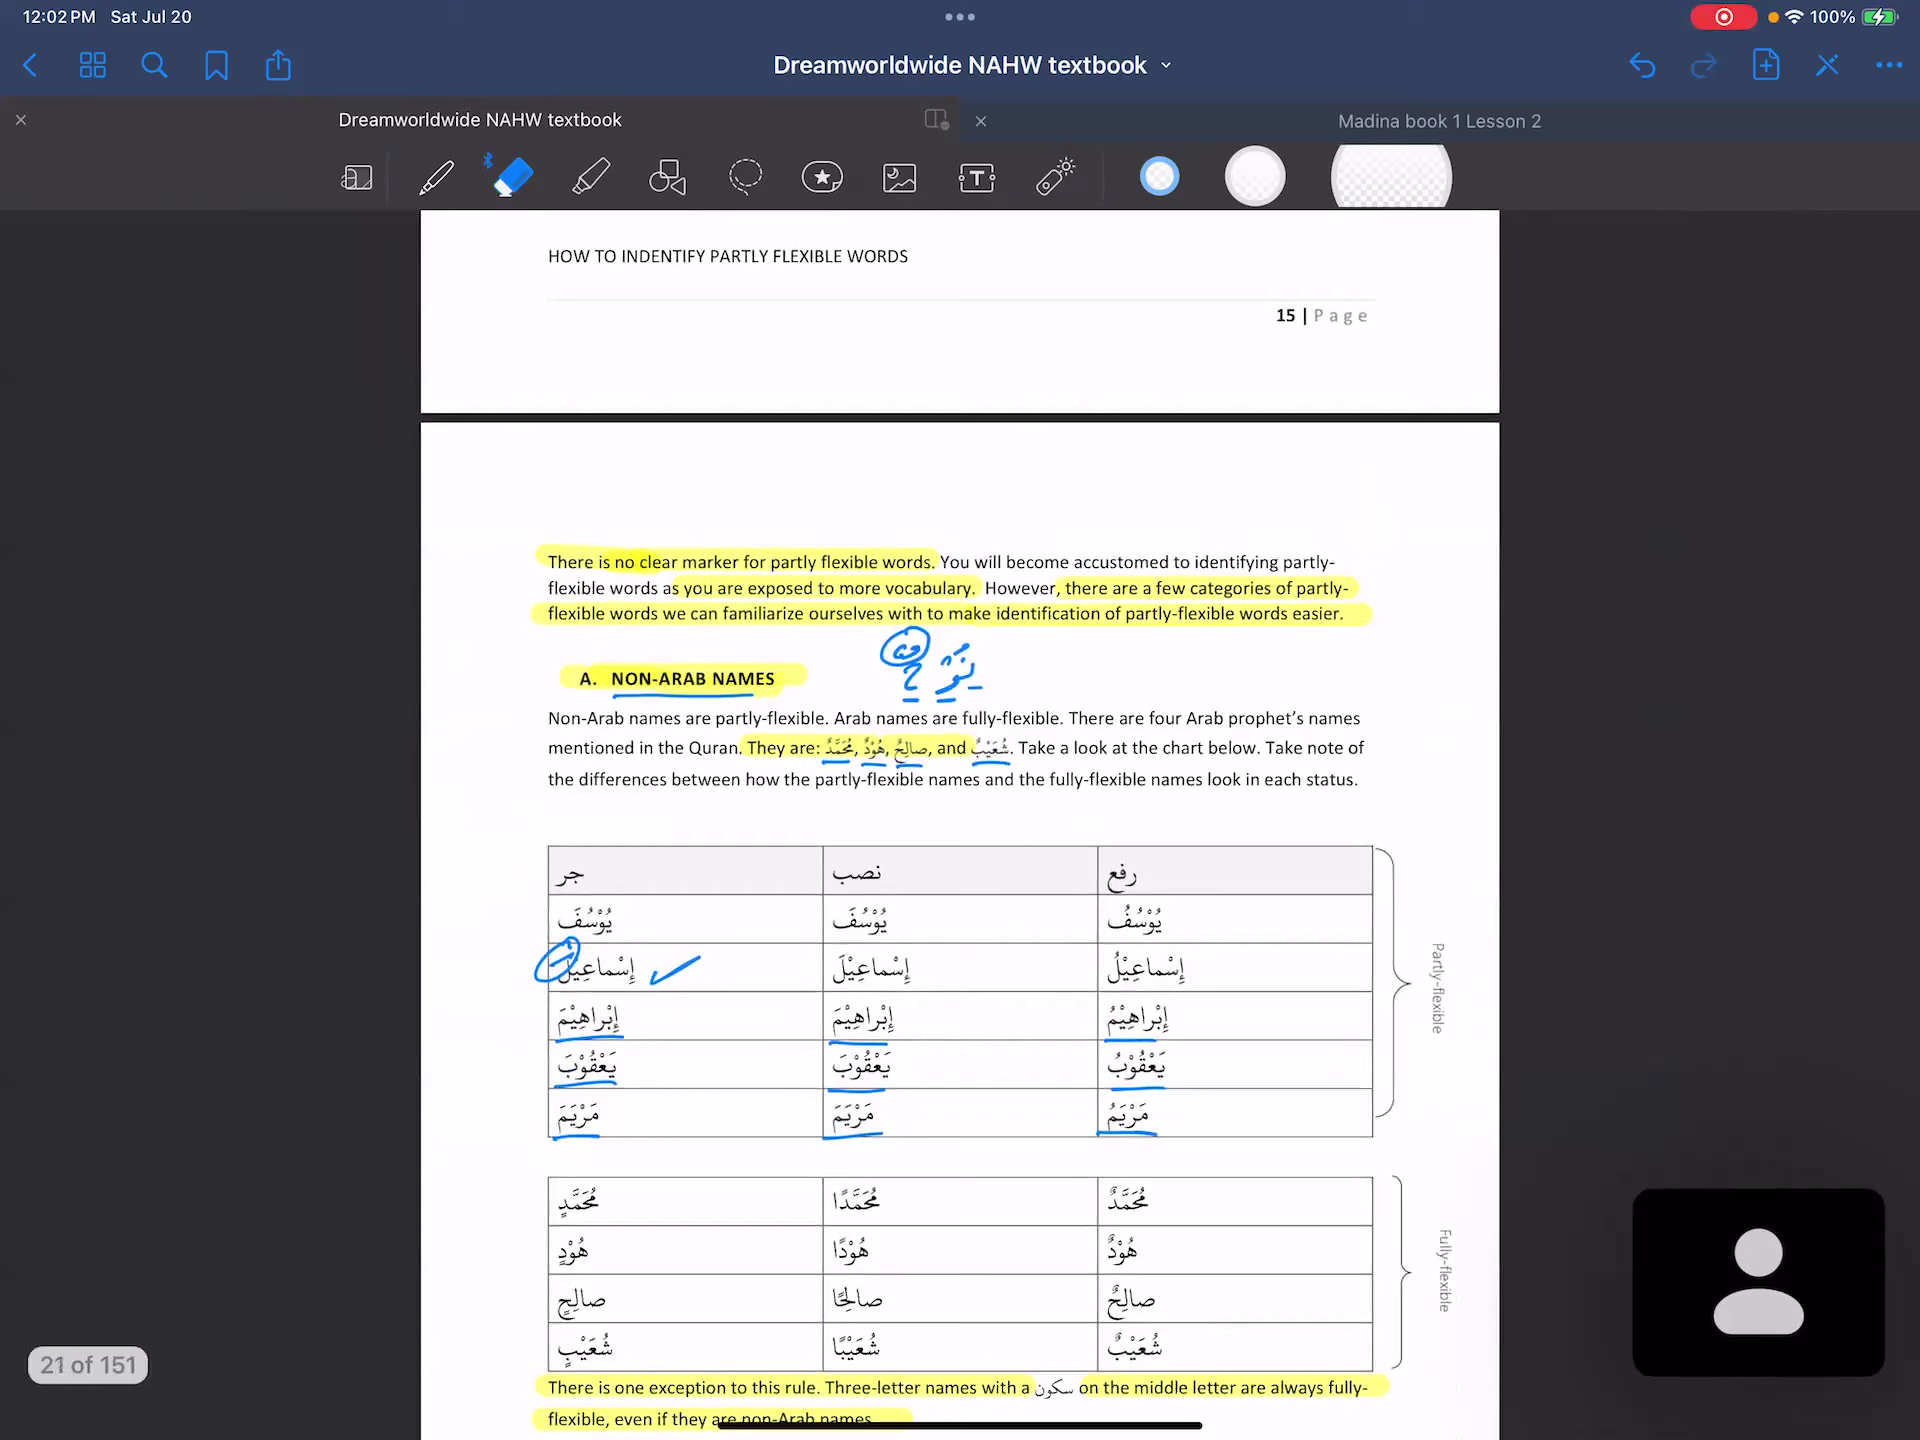 12:02 PM Sat Jul 20
100%
Dreamworldwide NAHW textbook
Dreamworldwide NAHW textbook
Madina book 1 Lesson 2
HOW TO INDENTIFY PARTLY FLEXIBLE WORDS
15 | Page
There is no clear marker for partly flexible words. You will become accustomed to identifying partly-
flexible words as you are exposed to more vocabulary. However, there are a few categories of partly-
flexible words we can familiarize ourselves with to make identification of partly-flexible words easier.
نُوْحٌ
A. NON-ARAB NAMES
Non-Arab names are partly-flexible. Arab names are fully-flexible. There are four Arab prophet's names
mentioned in the Quran. They are: مُحَمَّدٌ, هُوْدٌ, صالِحٌ, and شُعَيْبٌ. Take a look at the chart below. Take note of
the differences between how the partly-flexible names and the fully-flexible names look in each status.
رفع نصب جر
يُوْسُفُ يُوْسُفَ يُوْسُفَ
إِسْماعِيْلُ إِسْماعِيْلَ إِسْماعِيْلَ
إِبْراهِيْمُ إِبْراهِيْمَ إِبْراهِيْمَ
يَعْقُوْبُ يَعْقُوْبَ يَعْقُوْبَ
مَرْيَمُ مَرْيَمَ مَرْيَمَ
Partly-flexible
مُحَمَّدٌ مُحَمَّدًا مُحَمَّدٍ
هُوْدٌ هُوْدًا هُوْدٍ
صالِحٌ صالِحًا صالِحٍ
شُعَيْبٌ شُعَيْبًا شُعَيْبٍ
Fully-flexible
There is one exception to this rule. Three-letter names with a سكون on the middle letter are always fully-
flexible, even if they are non-Arab names
21 of 151